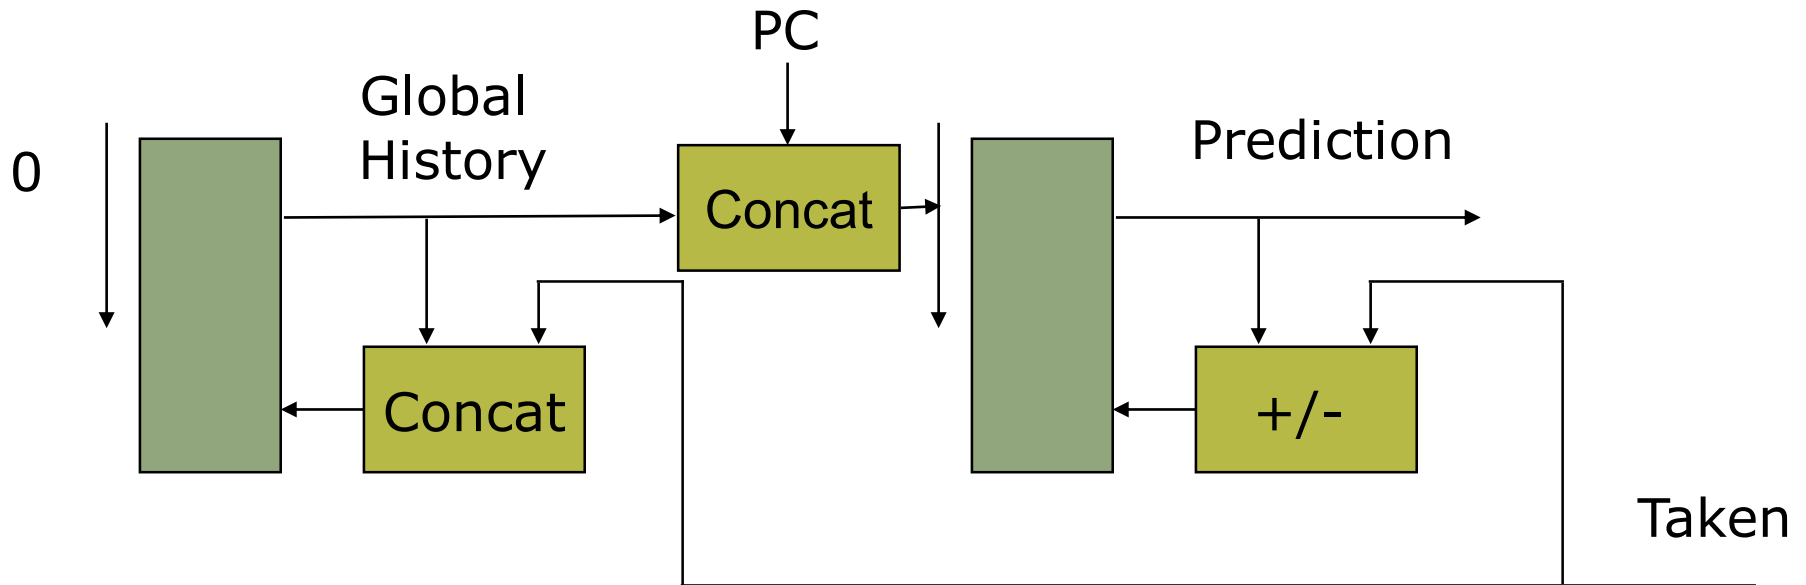 PC
Global
History
0
Concat
Prediction
Concat
+/-
Taken